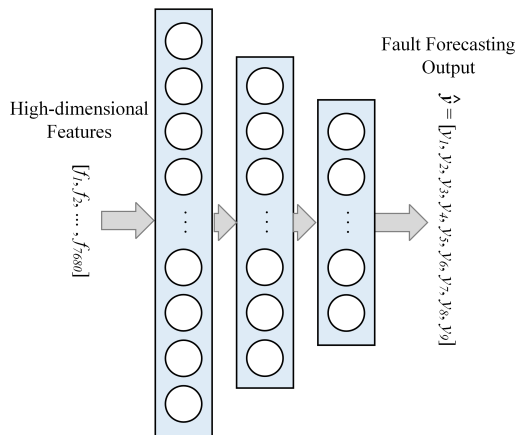 High-dimensional
Features
[f1, f2, ... , f7680]
⋮
⋮
⋮
Fault Forecasting
Output
ŷ = [y1, y2, y3, y4, y5, y6, y7, y8, y9]